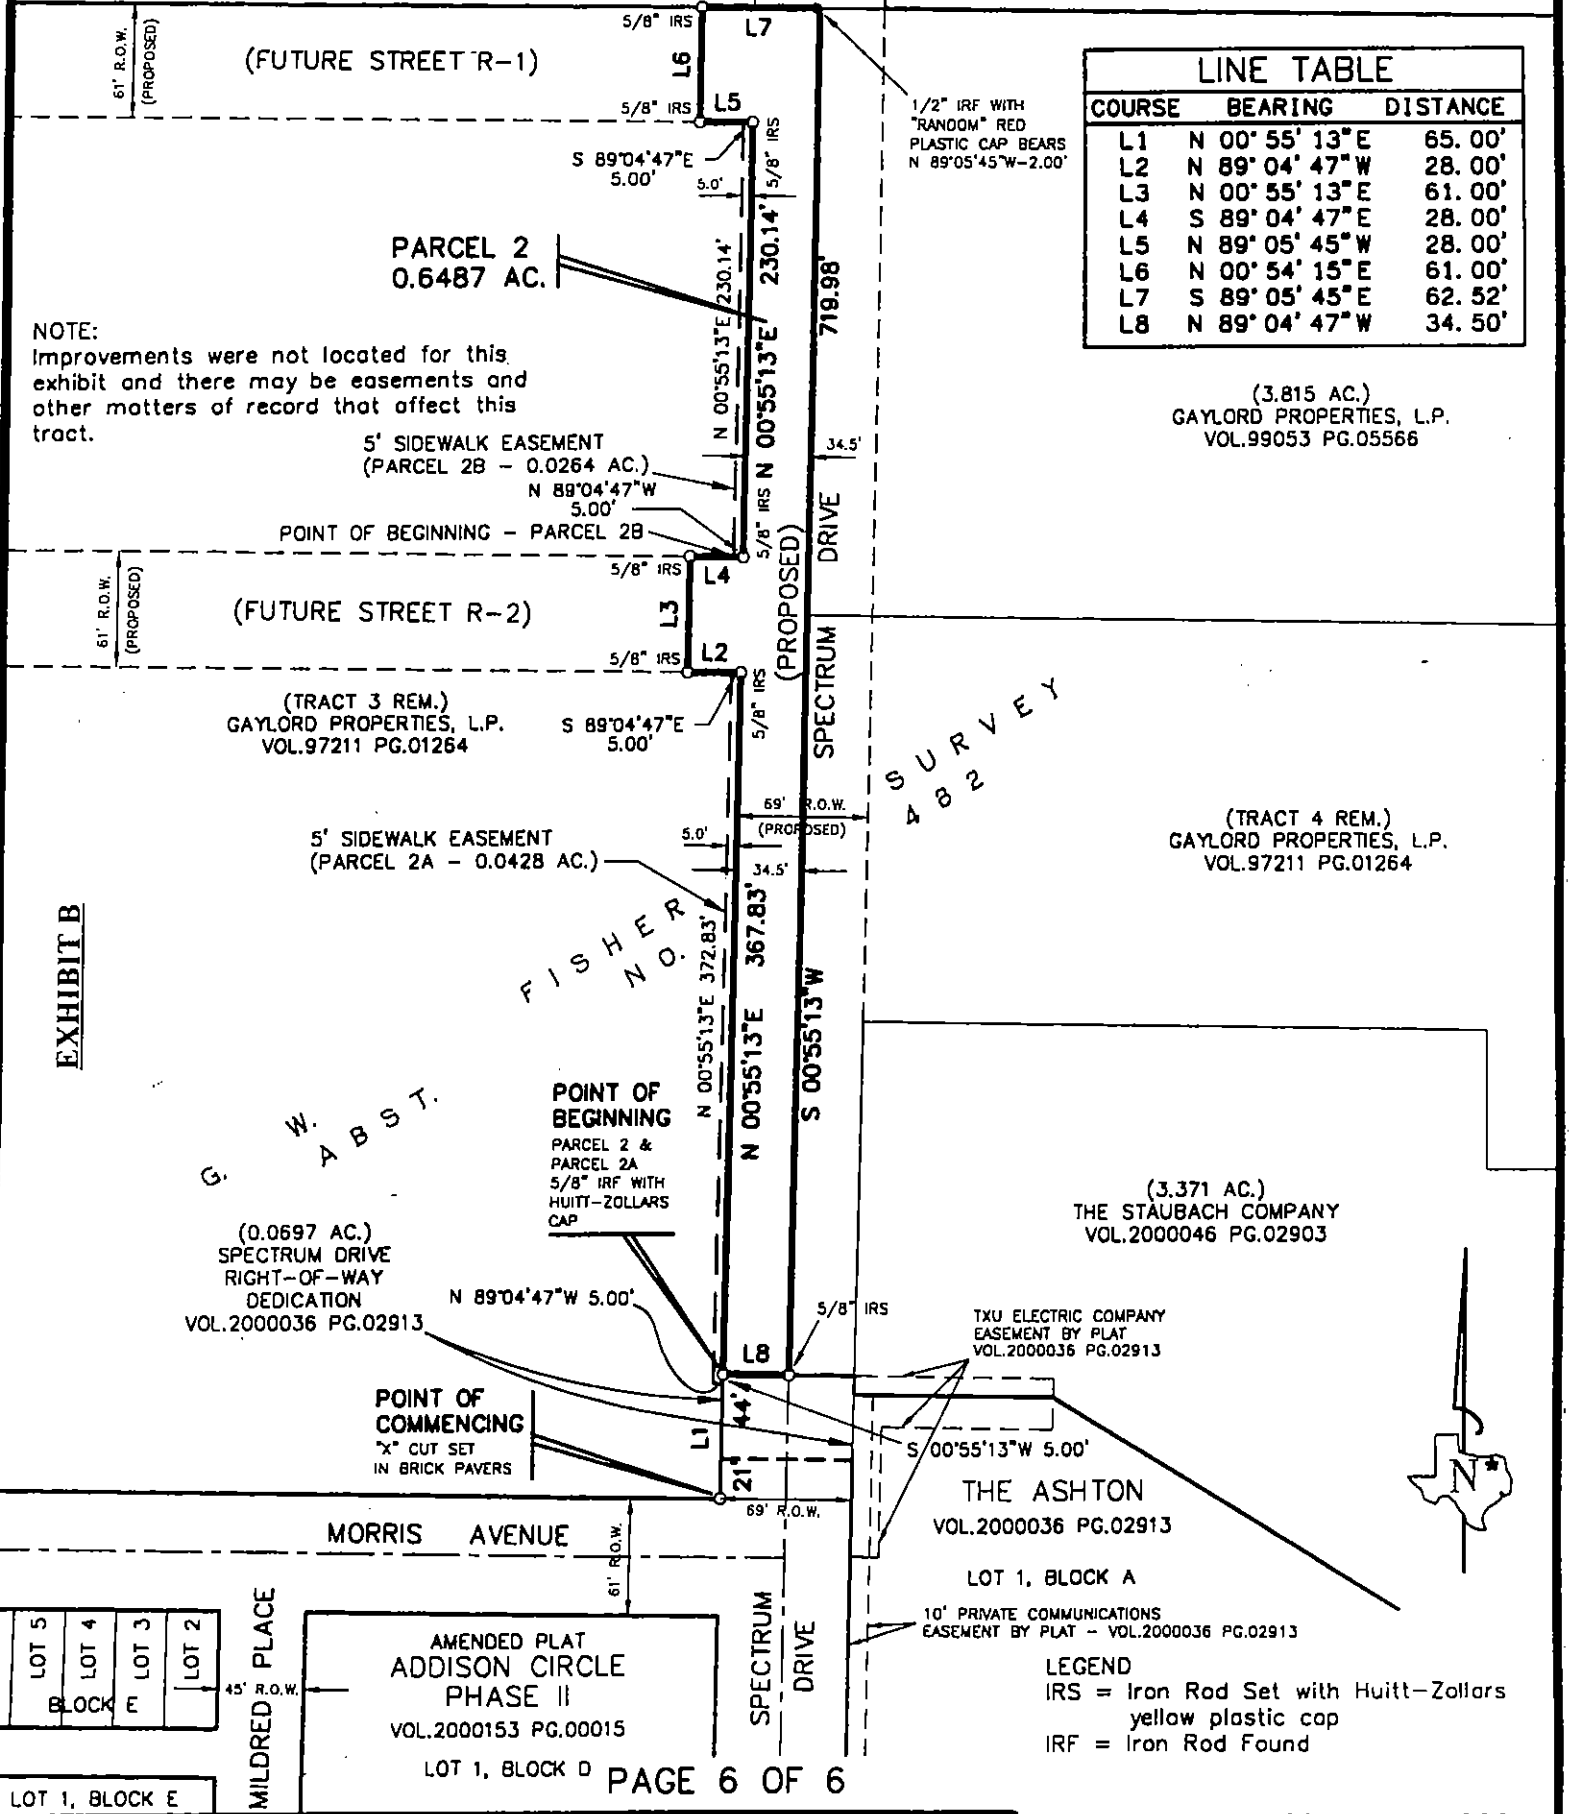 61' R.O.W.
(PROPOSED)
(FUTURE STREET R-1)
5/8" IRS
L7
L6
5/8" IRS
L5
S 89°04'47"E
5.00'
5/8" IRS
5.0'
1/2" IRF WITH
"RANDOM" RED
PLASTIC CAP BEARS
N 89°05'45"W-2.00'
LINE TABLE
COURSE BEARING DISTANCE
L1 N 00° 55' 13" E 65.00'
L2 N 89° 04' 47" W 28.00'
L3 N 00° 55' 13" E 61.00'
L4 S 89° 04' 47" E 28.00'
L5 N 89° 05' 45" W 28.00'
L6 N 00° 54' 15" E 61.00'
L7 S 89° 05' 45" E 62.52'
L8 N 89° 04' 47" W 34.50'
PARCEL 2
0.6487 AC.
N 00°55'13"E 230.14'
N 00°55'13"E 230.14'
719.98'
NOTE:
Improvements were not located for this
exhibit and there may be easements and
other matters of record that affect this
tract.
(3.815 AC.)
GAYLORD PROPERTIES, L.P.
VOL.99053 PG.05566
5' SIDEWALK EASEMENT
(PARCEL 2B - 0.0264 AC.)
34.5'
N 89°04'47"W
5.00'
POINT OF BEGINNING - PARCEL 2B
5/8" IRS
5/8" IRS
L4
61' R.O.W.
(PROPOSED)
(FUTURE STREET R-2)
L3
5/8" IRS
L2
5/8" IRS
SPECTRUM DRIVE
(PROPOSED)
(TRACT 3 REM.)
GAYLORD PROPERTIES, L.P.
VOL.97211 PG.01264
S 89°04'47"E
5.00'
SURVEY
482
69' R.O.W.
(PROPOSED)
5.0'
34.5'
(TRACT 4 REM.)
GAYLORD PROPERTIES, L.P.
VOL.97211 PG.01264
5' SIDEWALK EASEMENT
(PARCEL 2A - 0.0428 AC.)
EXHIBIT B
FISHER
NO.
N 00°55'13"E 372.83'
N 00°55'13"E 367.83'
S 00°55'13"W
G. W.
ABST.
POINT OF
BEGINNING
PARCEL 2 &
PARCEL 2A
5/8" IRF WITH
HUITT-ZOLLARS
CAP
(3.371 AC.)
THE STAUBACH COMPANY
VOL.2000046 PG.02903
(0.0697 AC.)
SPECTRUM DRIVE
RIGHT-OF-WAY
DEDICATION
VOL.2000036 PG.02913
N 89°04'47"W 5.00'
5/8" IRS
L8
TXU ELECTRIC COMPANY
EASEMENT BY PLAT
VOL.2000036 PG.02913
POINT OF
COMMENCING
"X" CUT SET
IN BRICK PAVERS
L1
44'
21'
S 00°55'13"W 5.00'
69' R.O.W.
THE ASHTON
VOL.2000036 PG.02913
LOT 1, BLOCK A
N
MORRIS AVENUE
61' R.O.W.
10' PRIVATE COMMUNICATIONS
EASEMENT BY PLAT - VOL.2000036 PG.02913
LOT 5
LOT 4
LOT 3
LOT 2
BLOCK E
45' R.O.W.
MILDRED PLACE
AMENDED PLAT
ADDISON CIRCLE
PHASE II
VOL.2000153 PG.00015
LOT 1, BLOCK D
SPECTRUM
DRIVE
LEGEND
IRS = Iron Rod Set with Huitt-Zollars
yellow plastic cap
IRF = Iron Rod Found
PAGE 6 OF 6
LOT 1, BLOCK E